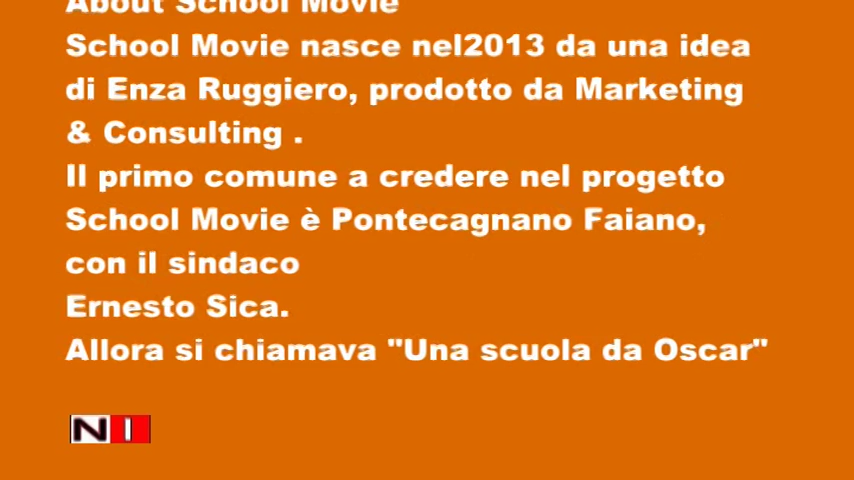 About School Movie
School Movie nasce nel2013 da una idea
di Enza Ruggiero, prodotto da Marketing
& Consulting .
Il primo comune a credere nel progetto
School Movie è Pontecagnano Faiano,
con il sindaco
Ernesto Sica.
Allora si chiamava "Una scuola da Oscar"
NI